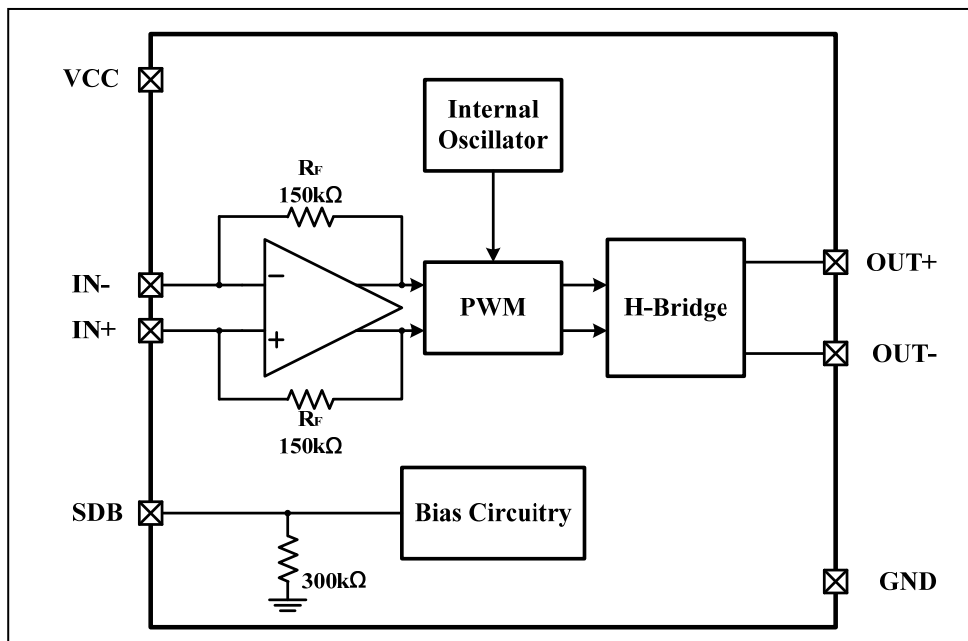 VCC
Internal
Oscillator
RF
150kΩ
IN-
IN+
PWM
H-Bridge
OUT+
OUT-
RF
150kΩ
SDB
Bias Circuitry
300kΩ
GND